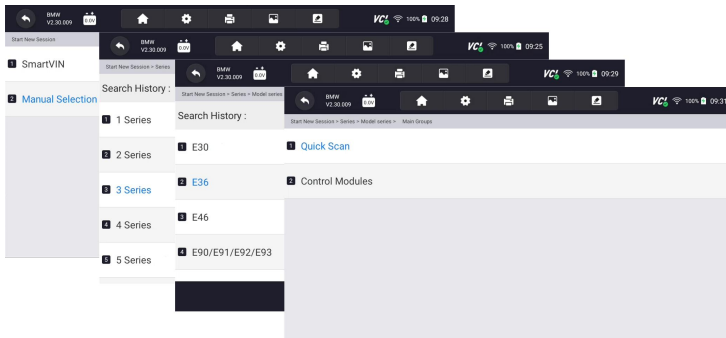 BMW
V2.30.009
0.0V
VCI
100%
09:28
Start New Session
1 SmartVIN
2 Manual Selection
BMW
V2.30.009
0.0V
VCI
100%
09:25
Start New Session > Series
Search History :
1 1 Series
2 2 Series
3 3 Series
4 4 Series
5 5 Series
BMW
V2.30.009
0.0V
VCI
100%
09:29
Start New Session > Series > Model series
Search History :
1 E30
2 E36
3 E46
4 E90/E91/E92/E93
BMW
V2.30.009
0.0V
VCI
100%
09:31
Start New Session > Series > Model series > Main Groups
1 Quick Scan
2 Control Modules